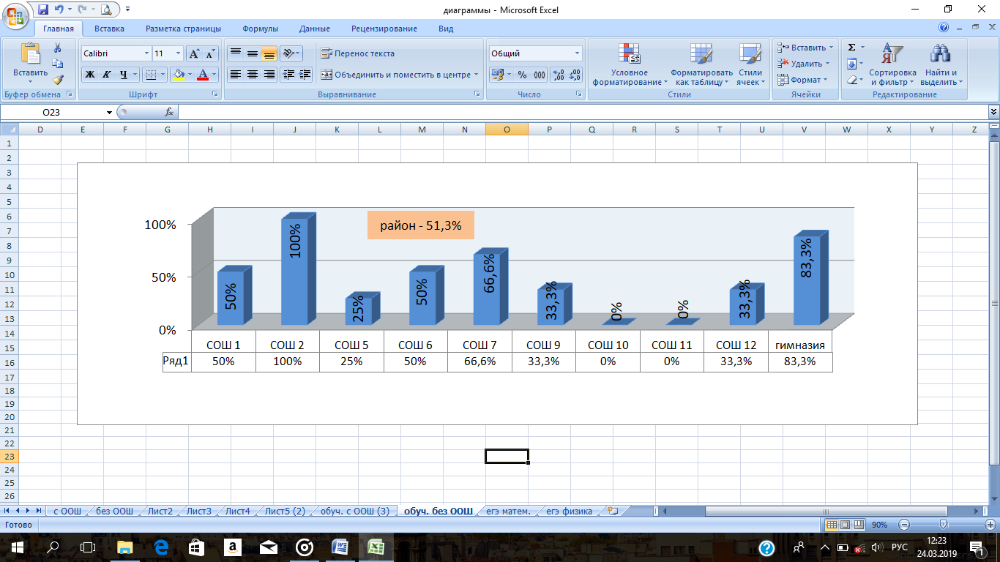 диаграммы - Microsoft Excel
Главная Вставка Разметка страницы Формулы Данные Рецензирование Вид
Вставить
Буфер обмена
Calibri 11
Ж К Ч
Шрифт
Перенос текста
Объединить и поместить в центре
Выравнивание
Общий
% 000
Число
Условное форматирование
Форматировать как таблицу
Стили ячеек
Стили
Вставить
Удалить
Формат
Ячейки
Сортировка и фильтр
Найти и выделить
Редактирование
O23 fx
D E F G H I J K L M N O P Q R S T U V W X Y Z
1
2
3
4
5
6
7
8
9
10
11
12
13
14
15
16
17
18
19
20
21
22
23
24
25
26
район - 51,3%
100%
50%
0%
50% 100% 25% 50% 66,6% 33,3% 0% 0% 33,3% 83,3%
СОШ 1 СОШ 2 СОШ 5 СОШ 6 СОШ 7 СОШ 9 СОШ 10 СОШ 11 СОШ 12 гимназия
Ряд1 50% 100% 25% 50% 66,6% 33,3% 0% 0% 33,3% 83,3%
с ООШ без ООШ Лист2 Лист3 Лист4 Лист5 (2) обуч. с ООШ (3) обуч. без ООШ егэ матем. егэ физика
Готово 90%
РУС 12:23
24.03.2019
1